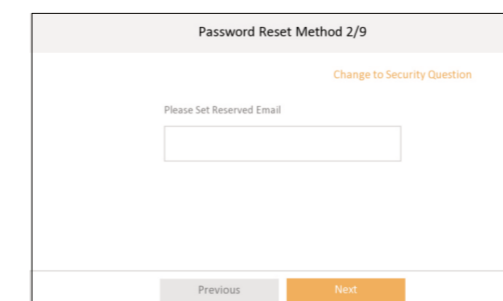 Password Reset Method 2/9
Change to Security Question
Please Set Reserved Email
Previous
Next